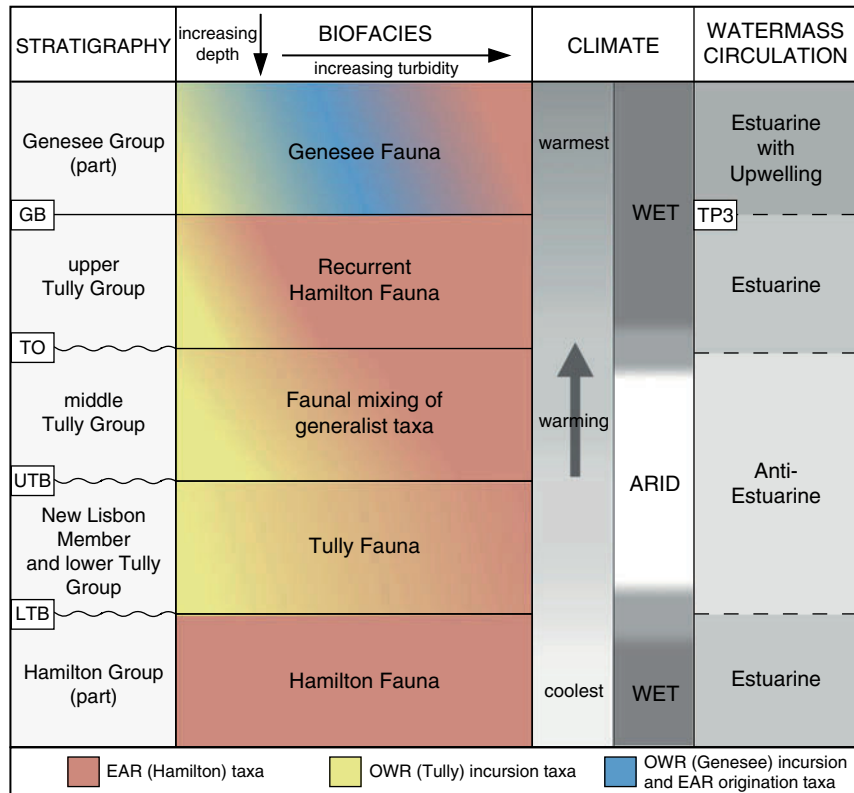 STRATIGRAPHY
increasing
depth
BIOFACIES
increasing turbidity
CLIMATE
WATERMASS
CIRCULATION
Genesee Group
(part)
Genesee Fauna
warmest
WET
Estuarine
with
Upwelling
GB
TP3
upper
Tully Group
Recurrent
Hamilton Fauna
Estuarine
TO
middle
Tully Group
Faunal mixing of
generalist taxa
warming
UTB
ARID
Anti-
Estuarine
New Lisbon
Member
and lower Tully
Group
Tully Fauna
LTB
Hamilton Group
(part)
Hamilton Fauna
coolest
WET
Estuarine
EAR (Hamilton) taxa
OWR (Tully) incursion taxa
OWR (Genesee) incursion
and EAR origination taxa